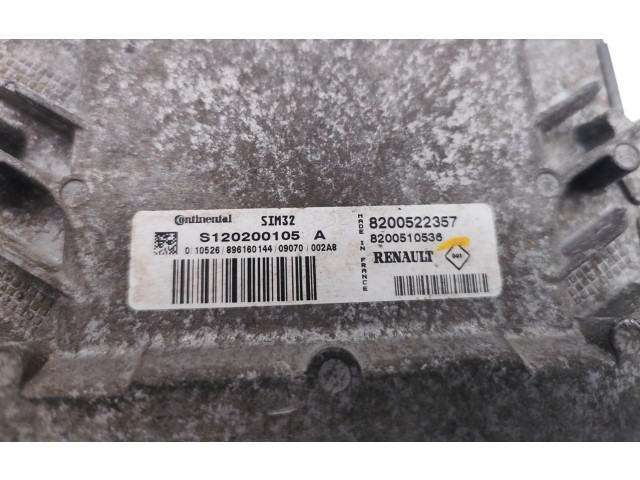 Continental SIM32
S120200105 A
0/10526/896160144/09070/002A8
MADE IN FRANCE
8200522357
8200510536
RENAULT